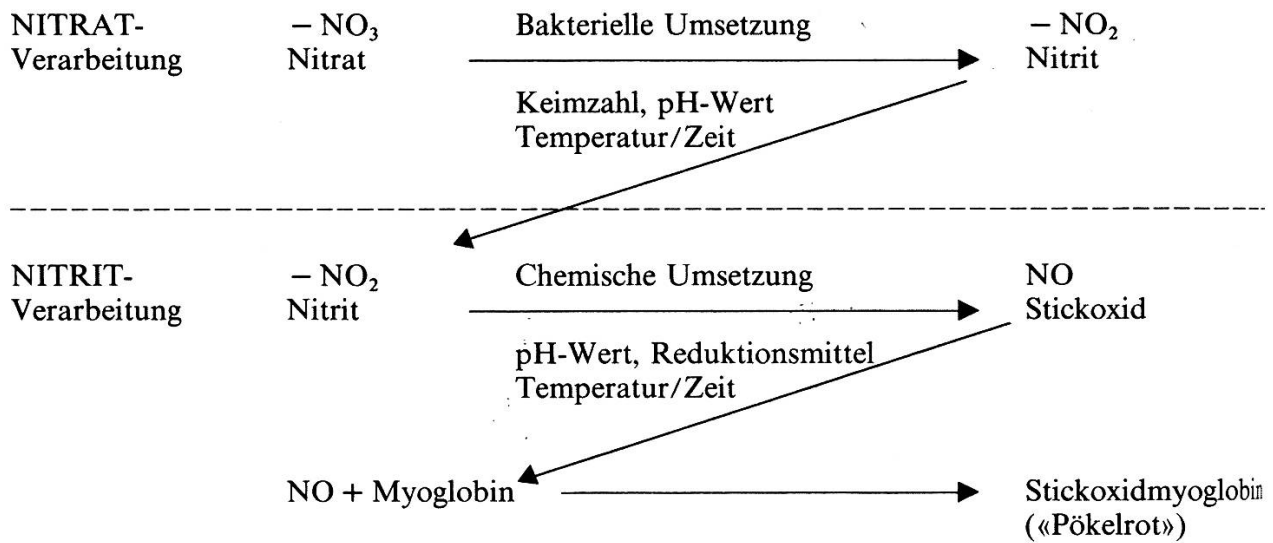 NITRAT- – NO₃ Bakterielle Umsetzung – NO₂
Verarbeitung Nitrat Nitrit
Keimzahl, pH-Wert
Temperatur/Zeit
NITRIT- – NO₂ Chemische Umsetzung NO
Verarbeitung Nitrit Stickoxid
pH-Wert, Reduktionsmittel
Temperatur/Zeit
NO + Myoglobin Stickoxidmyoglobin
(«Pökelrot»)